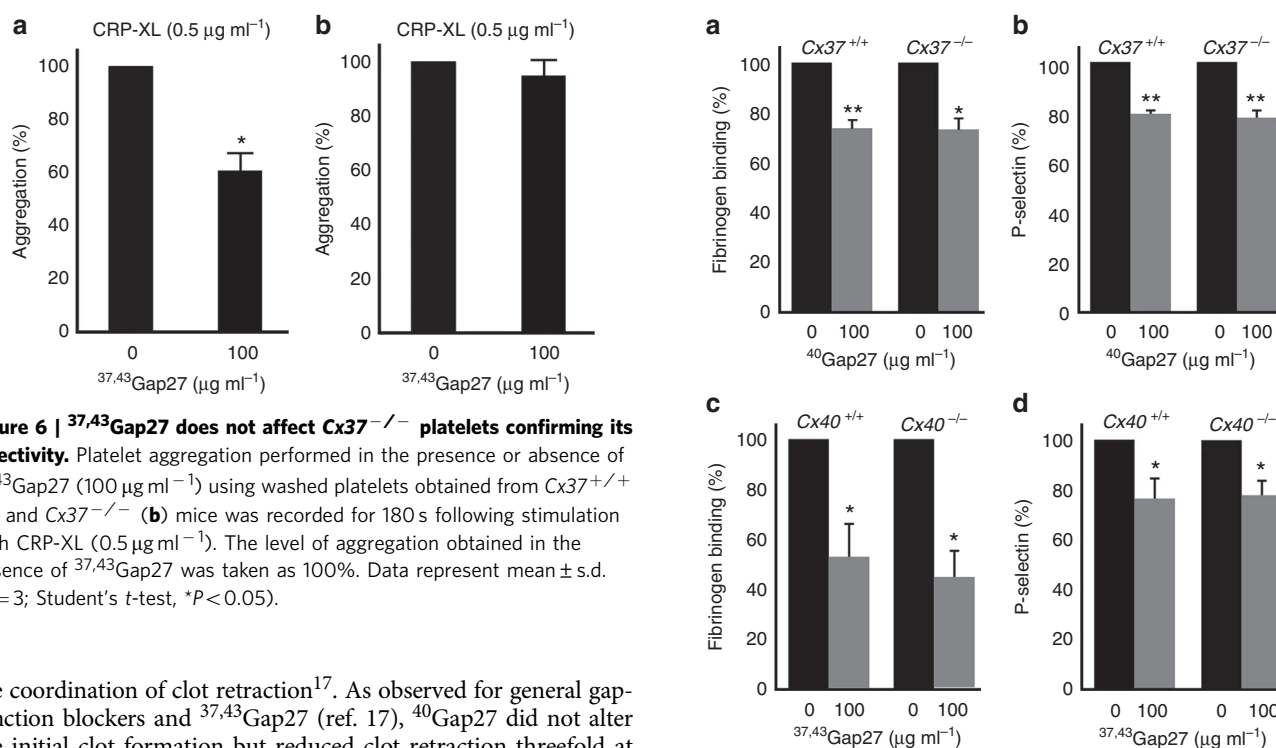 a
CRP-XL (0.5 μg ml⁻¹)
Aggregation (%)
100
80
60
40
20
0
*
0 100
³⁷,⁴³Gap27 (μg ml⁻¹)
b
CRP-XL (0.5 μg ml⁻¹)
Aggregation (%)
100
80
60
40
20
0
0 100
³⁷,⁴³Gap27 (μg ml⁻¹)
ure 6 | ³⁷,⁴³Gap27 does not affect Cx37⁻/⁻ platelets confirming its
ectivity. Platelet aggregation performed in the presence or absence of
⁴³Gap27 (100 μg ml⁻¹) using washed platelets obtained from Cx37⁺/⁺
and Cx37⁻/⁻ (b) mice was recorded for 180 s following stimulation
h CRP-XL (0.5 μg ml⁻¹). The level of aggregation obtained in the
sence of ³⁷,⁴³Gap27 was taken as 100%. Data represent mean ± s.d.
= 3; Student's t-test, *P<0.05).
e coordination of clot retraction¹⁷. As observed for general gap-
nction blockers and ³⁷,⁴³Gap27 (ref. 17), ⁴⁰Gap27 did not alter
e initial clot formation but reduced clot retraction threefold at
a
Cx37⁺/⁺ Cx37⁻/⁻
Fibrinogen binding (%)
100
80
60
40
20
0
** *
0 100 0 100
⁴⁰Gap27 (μg ml⁻¹)
b
Cx37⁺/⁺ Cx37⁻/⁻
P-selectin (%)
100
80
60
40
20
0
** **
0 100 0 100
⁴⁰Gap27 (μg ml⁻¹)
c
Cx40⁺/⁺ Cx40⁻/⁻
Fibrinogen binding (%)
100
80
60
40
20
0
* *
0 100 0 100
³⁷,⁴³Gap27 (μg ml⁻¹)
d
Cx40⁺/⁺ Cx40⁻/⁻
P-selectin (%)
100
80
60
40
20
0
* *
0 100 0 100
³⁷,⁴³Gap27 (μg ml⁻¹)